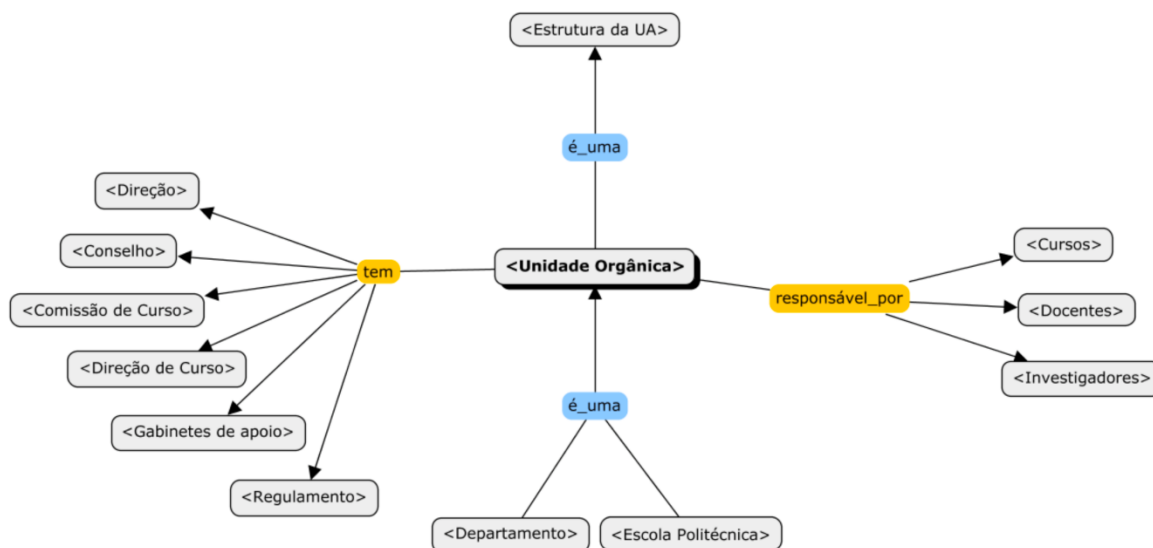 <Estrutura da UA>
é_uma
<Direção>
<Conselho>
<Comissão de Curso>
<Direção de Curso>
<Gabinetes de apoio>
<Regulamento>
tem
<Unidade Orgânica>
responsável_por
<Cursos>
<Docentes>
<Investigadores>
é_uma
<Departamento>
<Escola Politécnica>